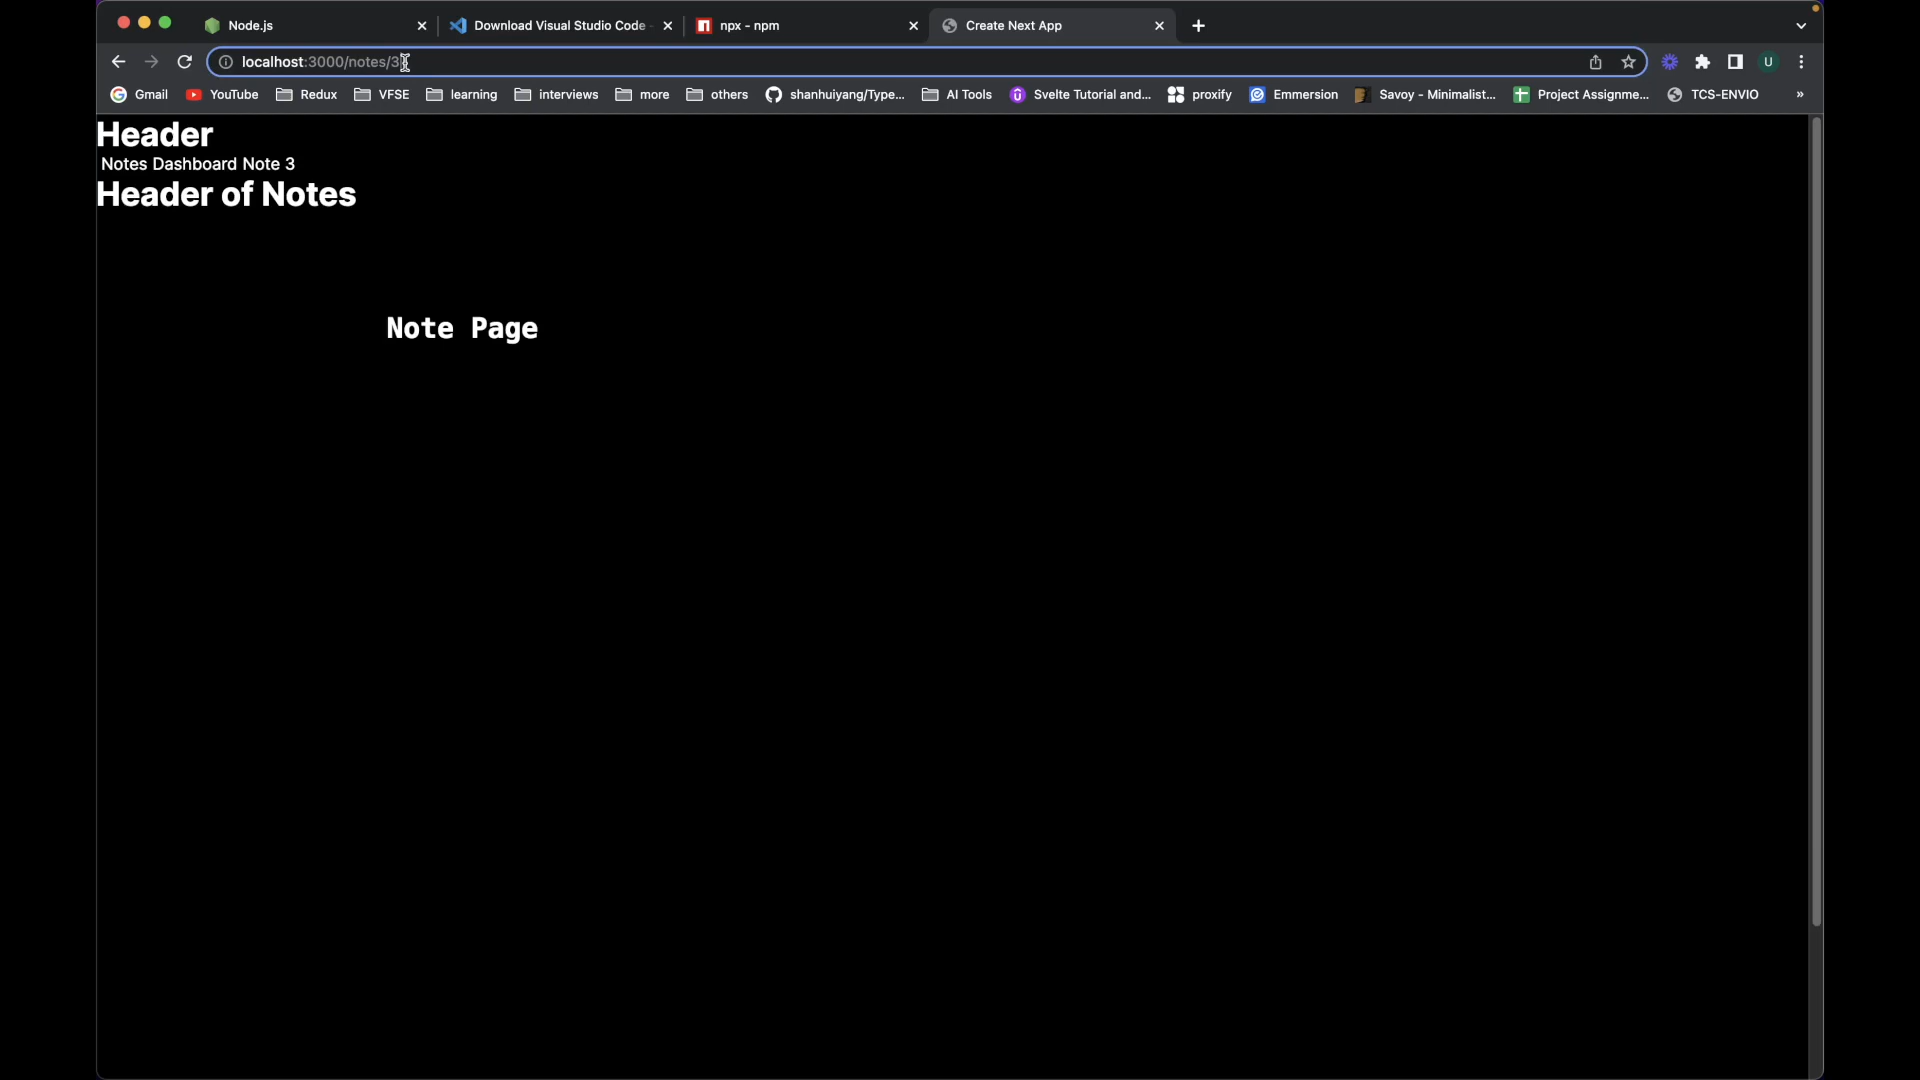 Node.js
Download Visual Studio Code
npx - npm
Create Next App
localhost:3000/notes/3
U
Gmail
YouTube
Redux
VFSE
learning
interviews
more
others
shanhuiyang/Type...
AI Tools
Svelte Tutorial and...
proxify
Emmersion
Savoy - Minimalist...
Project Assignme...
TCS-ENVIO
»
Header
Notes Dashboard Note 3
Header of Notes
Note Page